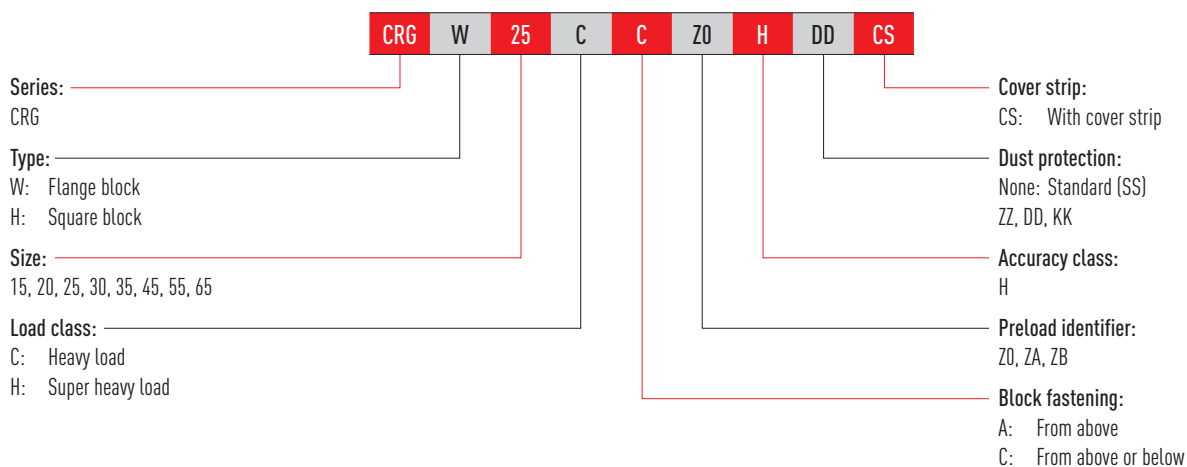 CRG W 25 C C Z0 H DD CS
Series:
CRG
Type:
W: Flange block
H: Square block
Size:
15, 20, 25, 30, 35, 45, 55, 65
Load class:
C: Heavy load
H: Super heavy load
Cover strip:
CS: With cover strip
Dust protection:
None: Standard (SS)
ZZ, DD, KK
Accuracy class:
H
Preload identifier:
Z0, ZA, ZB
Block fastening:
A: From above
C: From above or below